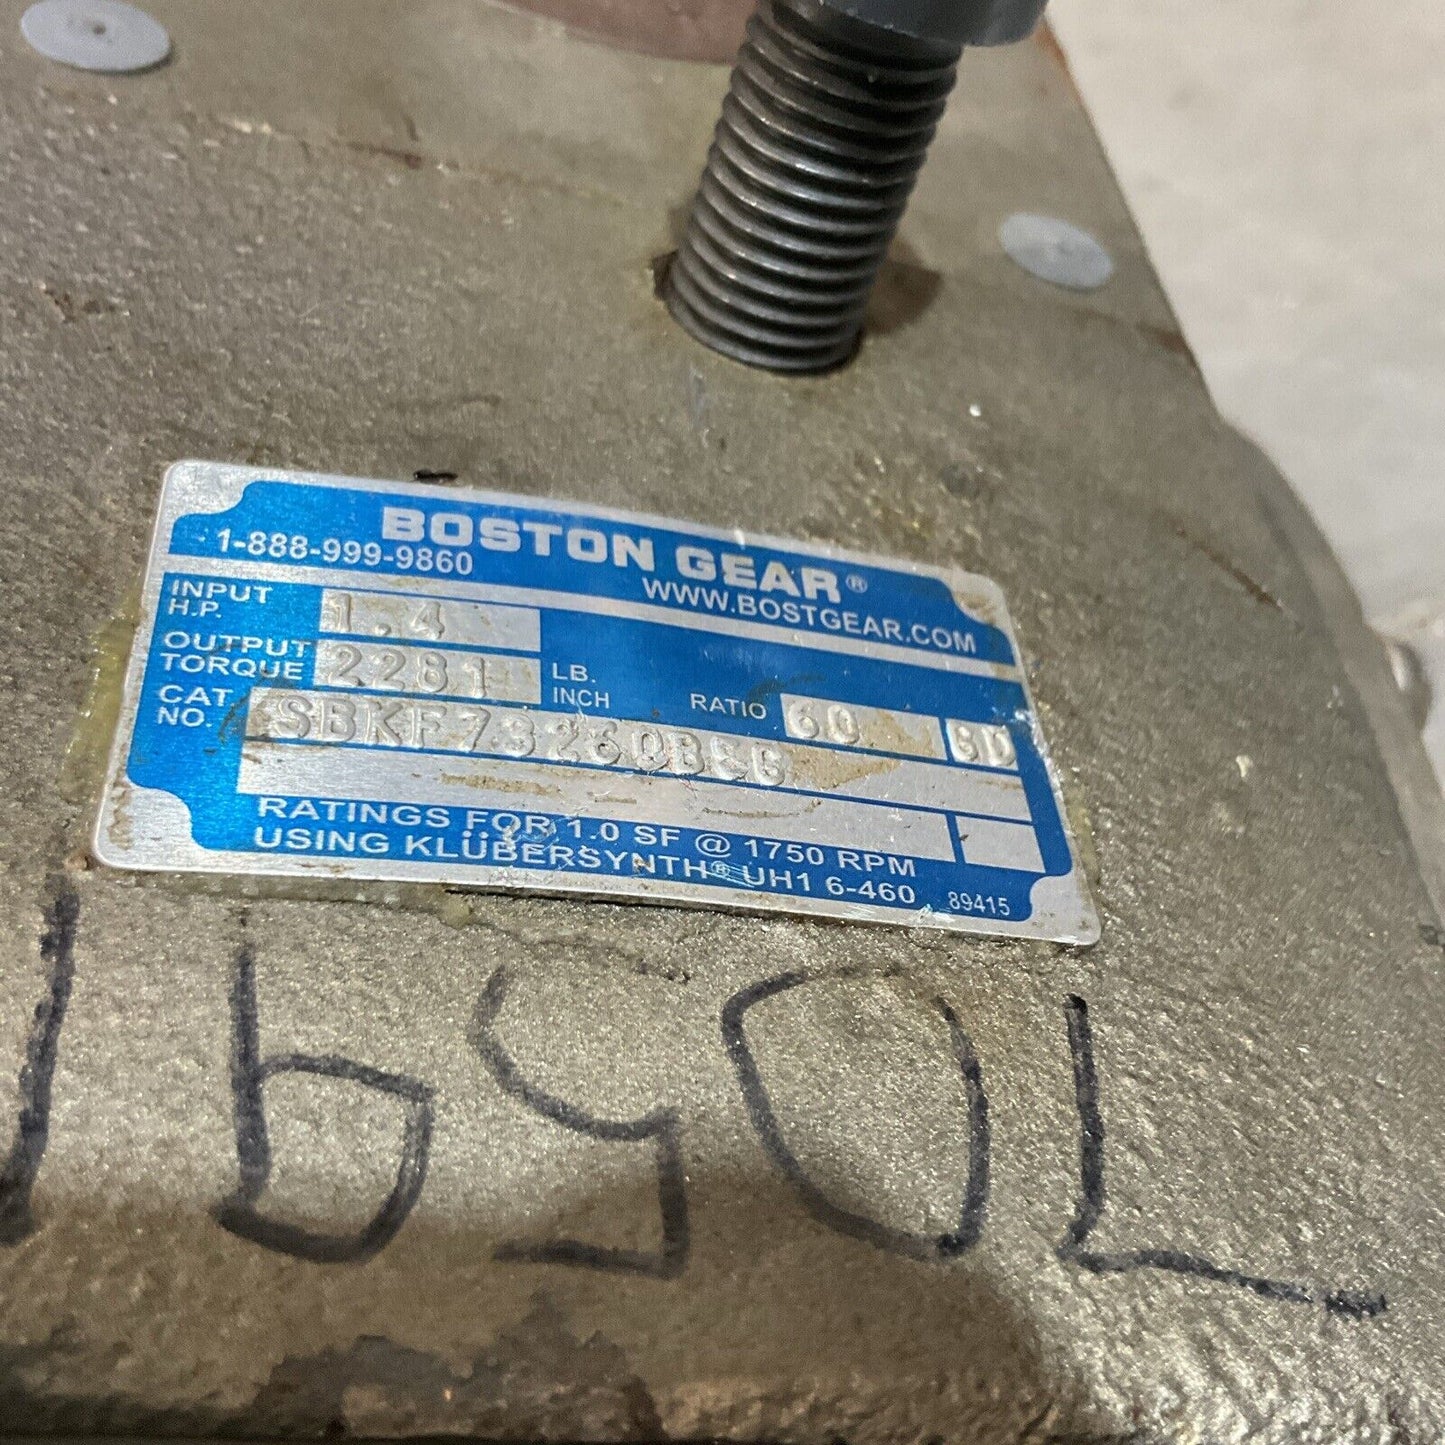 BOSTON GEAR®
1-888-999-9860
WWW.BOSTGEAR.COM
INPUT H.P. 1.4
OUTPUT TORQUE 2281 LB. INCH
RATIO 60
CAT. NO. SBKF73260B5G
RATINGS FOR 1.0 SF @ 1750 RPM
USING KLÜBERSYNTH® UH1 6-460
89415